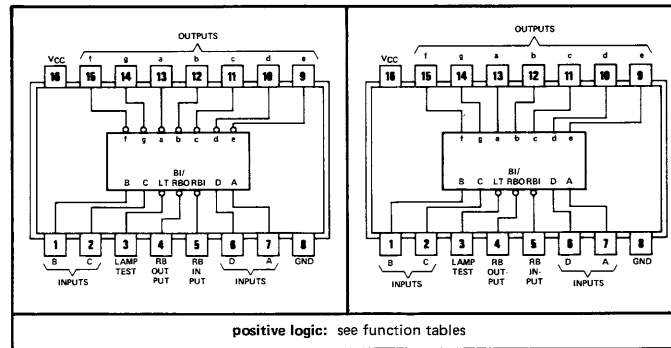 OUTPUTS
VCC f g a b c d e
16 15 14 13 12 11 10 9
f g a b c d e
BI/
B C LT RBO RBI D A
1 2 3 4 5 6 7 8
B C LAMP TEST RB OUT PUT RB IN PUT D A GND
INPUTS INPUTS
OUTPUTS
VCC f g a b c d e
16 15 14 13 12 11 10 9
f g a b c d e
BI/
B C LT RBO RBI D A
1 2 3 4 5 6 7 8
B C LAMP TEST RB OUT- PUT RB IN- PUT D A GND
INPUTS INPUTS
positive logic: see function tables